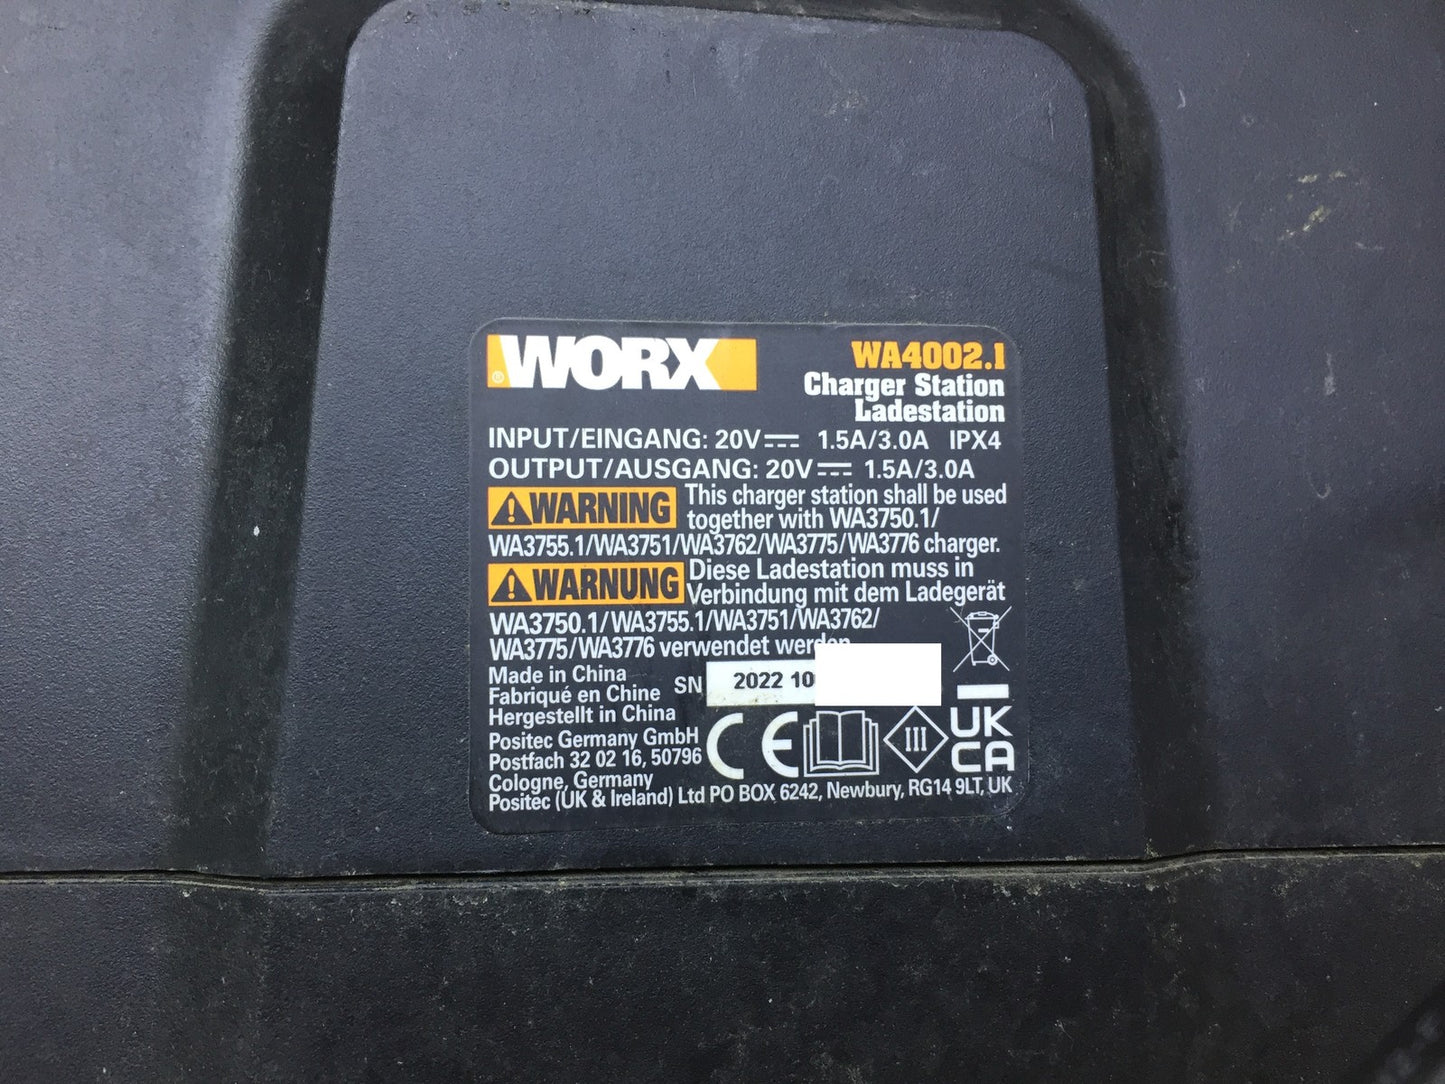 WORX
®
WA4002.1
Charger Station
Ladestation
INPUT/EINGANG: 20V 1.5A/3.0A IPX4
OUTPUT/AUSGANG: 20V 1.5A/3.0A
WARNING This charger station shall be used
together with WA3750.1/
WA3755.1/WA3751/WA3762/WA3775/WA3776 charger.
WARNUNG Diese Ladestation muss in
Verbindung mit dem Ladegerät
WA3750.1/WA3755.1/WA3751/WA3762/
WA3775/WA3776 verwendet werden
Made in China
Fabriqué en Chine
Hergestellt in China
SN 2022 10
Positec Germany GmbH
Postfach 32 02 16, 50796
Cologne, Germany
CE
III
UK
CA
Positec (UK & Ireland) Ltd PO BOX 6242, Newbury, RG14 9LT, UK